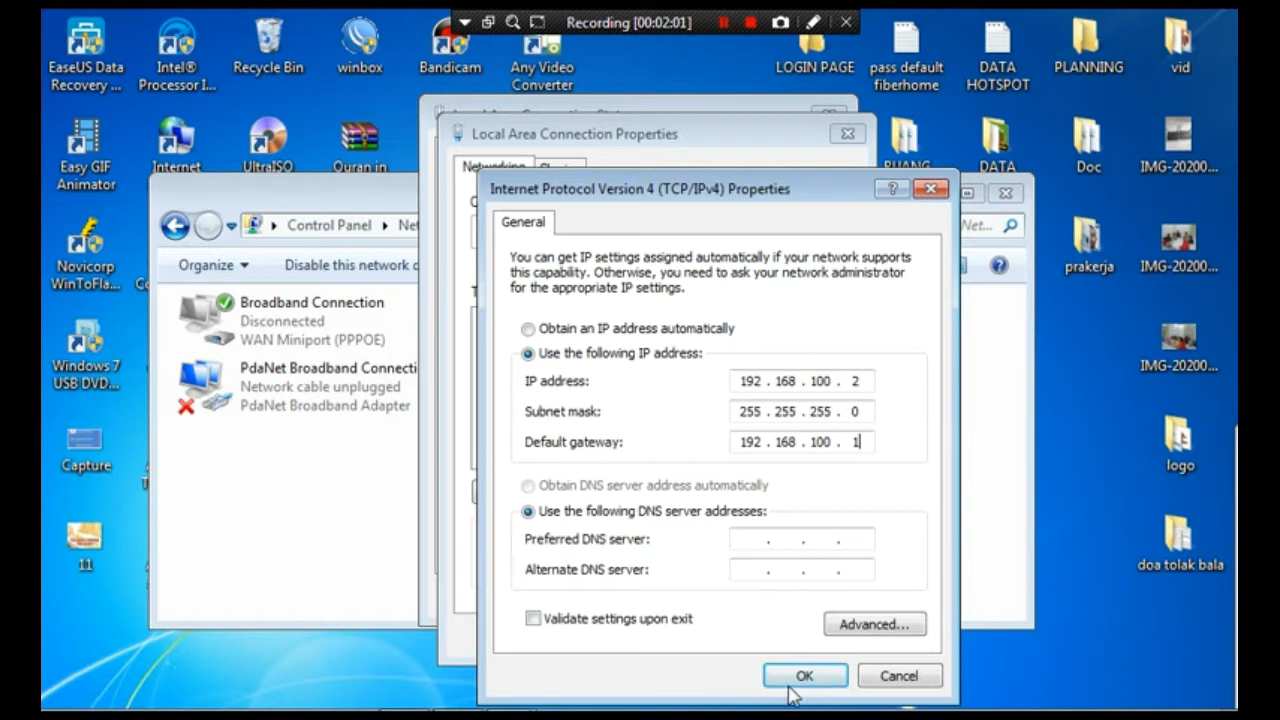 Recording [00:02:01]
EaseUS Data
Recovery ...
Intel®
Processor I...
Recycle Bin
winbox
Bandicam
Any Video
Converter
LOGIN PAGE
pass default
fiberhome
DATA
HOTSPOT
PLANNING
vid
Local Area Connection Properties
Easy GIF
Animator
Internet
UltraISO
Quran in
Networking
RUANG
DATA
Doc
IMG-20200...
Internet Protocol Version 4 (TCP/IPv4) Properties
Control Panel
Net
Net...
General
Organize
Disable this network d
You can get IP settings assigned automatically if your network supports
this capability. Otherwise, you need to ask your network administrator
for the appropriate IP settings.
Novicorp
WinToFla...
prakerja
IMG-20200...
Broadband Connection
Disconnected
WAN Miniport (PPPOE)
Obtain an IP address automatically
Use the following IP address:
IP address:
192 . 168 . 100 . 2
Subnet mask:
255 . 255 . 255 . 0
Default gateway:
192 . 168 . 100 . 1
Windows 7
USB DVD...
PdaNet Broadband Connecti
Network cable unplugged
PdaNet Broadband Adapter
IMG-20200...
Capture
logo
Obtain DNS server address automatically
Use the following DNS server addresses:
Preferred DNS server:
. . .
Alternate DNS server:
. . .
11
doa tolak bala
Validate settings upon exit
Advanced...
OK
Cancel